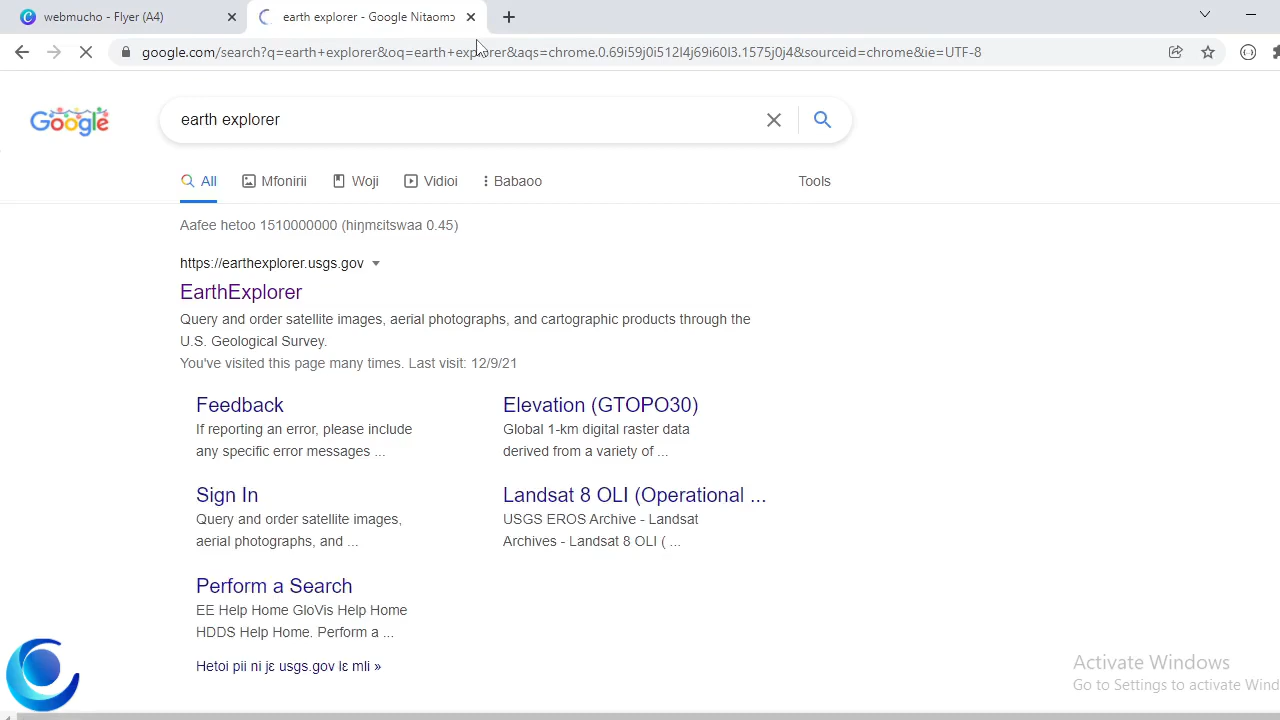 webmucho - Flyer (A4)
earth explorer - Google Nitaomɔ
google.com/search?q=earth+explorer&oq=earth+explorer&aqs=chrome.0.69i59j0i512l4j69i60l3.1575j0j4&sourceid=chrome&ie=UTF-8
Google
earth explorer
All Mfonirii Woji Vidioi Babaoo Tools
Aafee hetoo 1510000000 (hiŋmɛitswaa 0.45)
https://earthexplorer.usgs.gov
EarthExplorer
Query and order satellite images, aerial photographs, and cartographic products through the
U.S. Geological Survey.
You've visited this page many times. Last visit: 12/9/21
Feedback
If reporting an error, please include
any specific error messages ...
Elevation (GTOPO30)
Global 1-km digital raster data
derived from a variety of ...
Sign In
Query and order satellite images,
aerial photographs, and ...
Landsat 8 OLI (Operational ...
USGS EROS Archive - Landsat
Archives - Landsat 8 OLI ( ...
Perform a Search
EE Help Home GloVis Help Home
HDDS Help Home. Perform a ...
Hetoi pii ni jɛ usgs.gov lɛ mli »
Activate Windows
Go to Settings to activate Wind